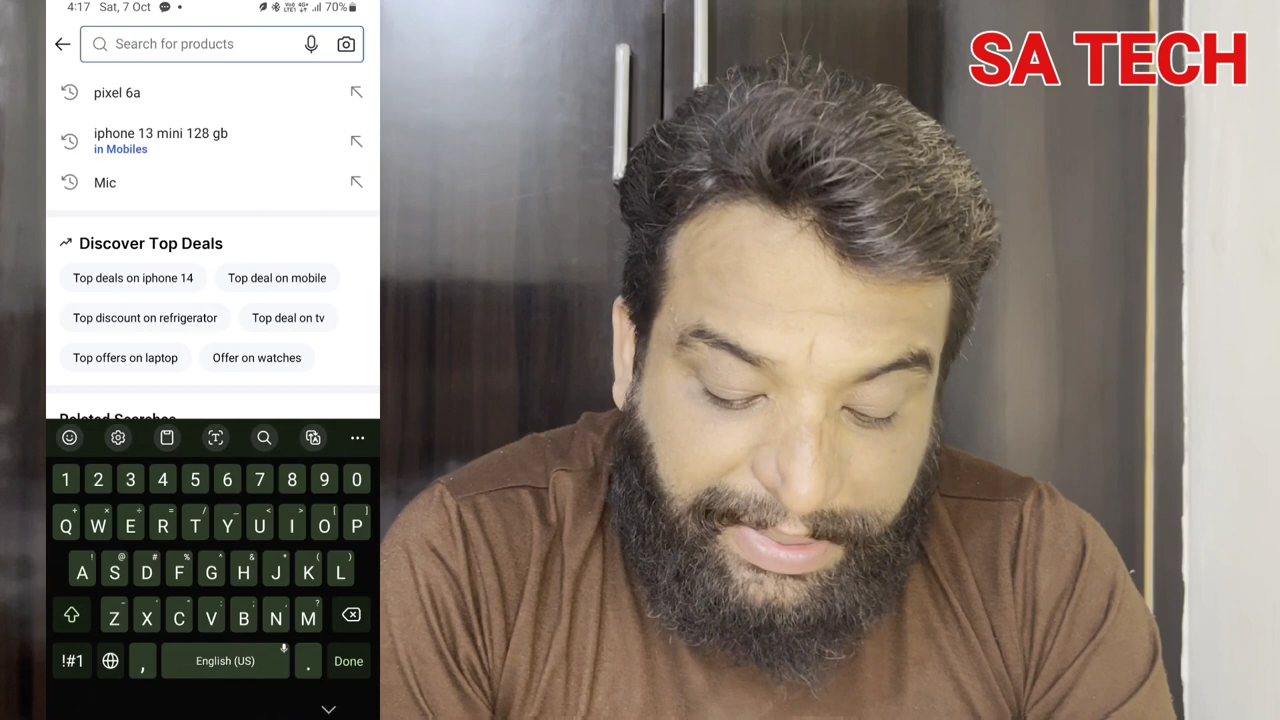 4:17 Sat, 7 Oct 70%
SA TECH
Search for products
pixel 6a
iphone 13 mini 128 gb
in Mobiles
Mic
Discover Top Deals
Top deals on iphone 14 Top deal on mobile
Top discount on refrigerator Top deal on tv
Top offers on laptop Offer on watches
Related Searches
1 2 3 4 5 6 7 8 9 0
Q W E R T Y U I O P
A S D F G H J K L
Z X C V B N M
!#1 , English (US) . Done